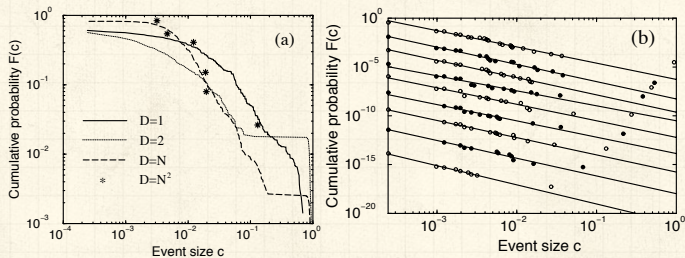 Cumulative probability F(c)
10^0
10^-1
10^-2
10^-3
10^-4
10^-3
10^-2
10^-1
10^0
Event size c
(a)
D=1
D=2
D=N
D=N^2
Cumulative probability F(c)
10^0
10^-5
10^-10
10^-15
10^-20
10^-3
10^-2
10^-1
10^0
Event size c
(b)